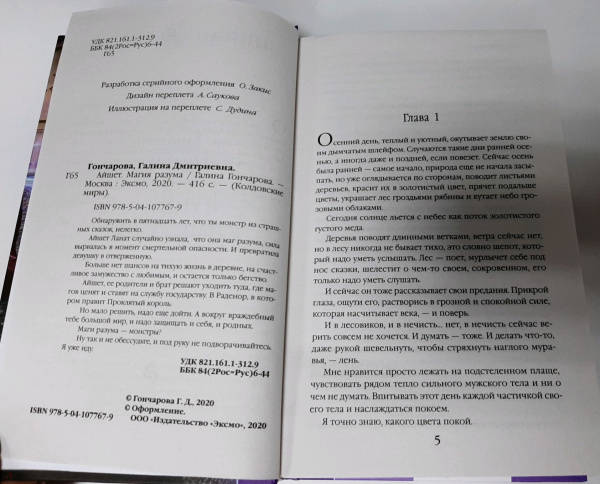 УДК 821.161.1-312.9
ББК 84(2Рос=Рус)6-44
Г65
Разработка серийного оформления О. Закис
Дизайн переплета А. Саукова
Иллюстрация на переплете С. Дудина
Гончарова, Галина Дмитриевна.
Г65 Айшет. Магия разума / Галина Гончарова. —
Москва : Эксмо, 2020. — 416 с. — (Колдовские
миры).
ISBN 978-5-04-107767-9
Обнаружить в пятнадцать лет, что ты монстр из страш-
ных сказок, нелегко.
Айшет Ланат случайно узнала, что она маг разума, сила
вырвалась в момент смертельной опасности. И превратила
девушку в отверженную.
Больше нет шансов на тихую жизнь в деревне, на счаст-
ливое замужество с любимым, и остается только бегство.
Айшет, ее родители и брат решают уходить туда, где ма-
гов ценят и ставят на службу государству. В Раденор, в кото-
ром правит Проклятый король.
Но мало решить, надо еще дойти. А вокруг враждебный
тебе большой мир, и надо защищать и себя, и родных.
Маги разума — монстры?
Ну так и не обессудьте, и под руку не подворачивайтесь.
Я уже иду.
УДК 821.161.1-312.9
ББК 84(2Рос=Рус)6-44
© Гончарова Г. Д., 2020
© Оформление.
ISBN 978-5-04-107767-9 ООО «Издательство «Эксмо», 2020
Глава 1
Осенний день, теплый и уютный, окутывает землю сво-
им дымчатым шлейфом. Случаются такие дни ранней осе-
нью, а иногда даже и поздней, если повезет. Сейчас осень
была ранней — самое начало, природа еще не рада засы-
пать, но уже оглядывается по сторонам, поводит листьями
деревьев, красит их в золотистый цвет, прячет подальше
цветы, украшает лес гроздьями рябины и кутает небо гро-
зовыми облаками.
Сегодня солнце льется с небес как поток золотистого
густого меда.
Деревья поводят длинными ветками, ветра сейчас нет,
но в лесу никогда не бывает тихо, это словно шепот, кото-
рый надо уметь услышать. Лес — поет, мурлычет себе под
нос сказки, шелестит о чем-то своем, сокровенном, его
только надо уметь слышать.
И сейчас он тоже рассказывает свои предания. Прикрой
глаза, ощути его, растворись в грозной и спокойной силе,
которая насчитывает века, — и поверь.
И в лесовиков, и в нечисть.. нет, в нечисть сейчас ве-
рить совсем не хочется. И думать — тоже. И делать что-то,
даже рукой шевельнуть, чтобы стряхнуть наглого мура-
вья, — лень.
Мне нравится просто лежать на подстеленном плаще,
чувствовать рядом тепло сильного мужского тела и ни о
чем не думать. Впитывать этот день каждой частичкой сво-
его тела и наслаждаться покоем.
Я точно знаю, какого цвета покой.
5